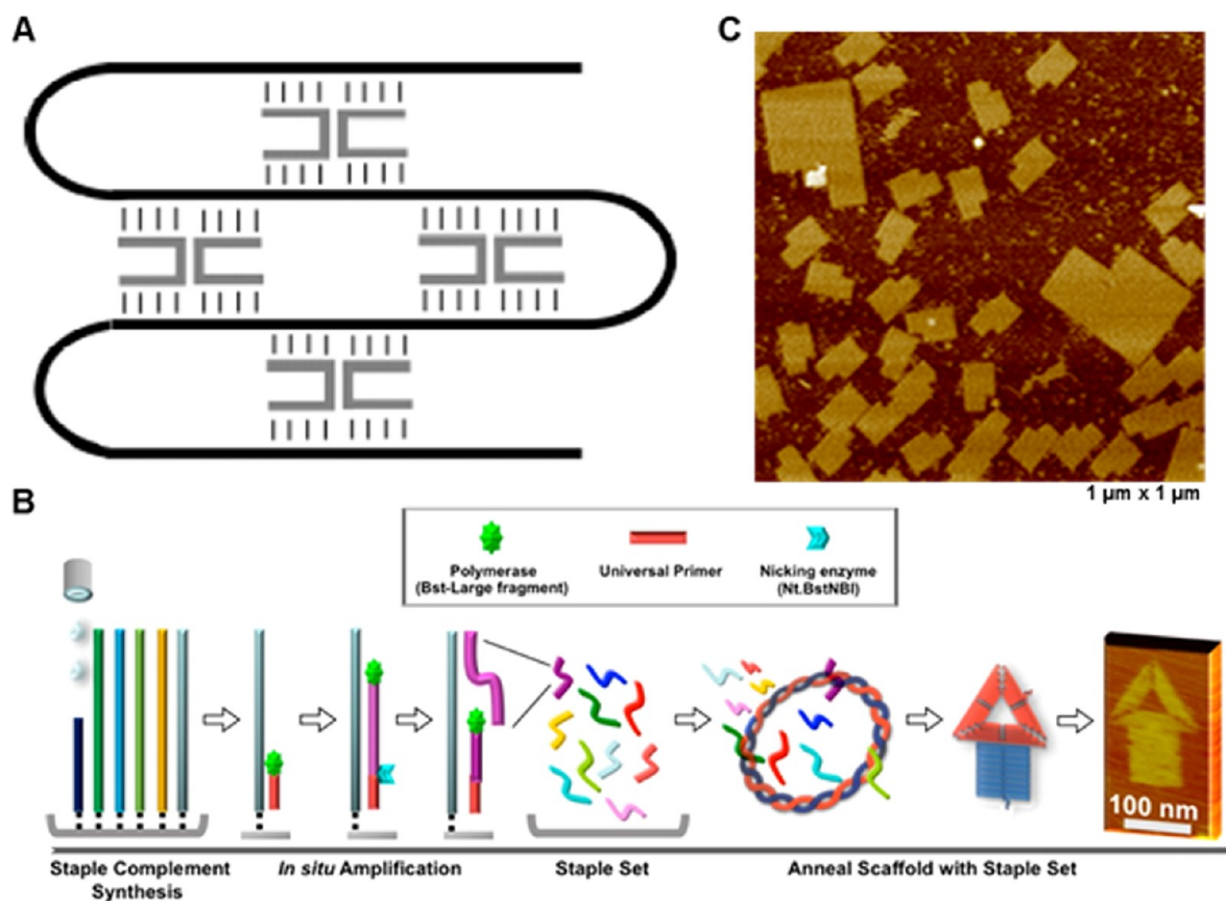 A
C
1 µm x 1 µm
B
Polymerase
(Bst-Large fragment)
Universal Primer
Nicking enzyme
(Nt.BstNBI)
100 nm
Staple Complement
Synthesis
In situ Amplification
Staple Set
Anneal Scaffold with Staple Set